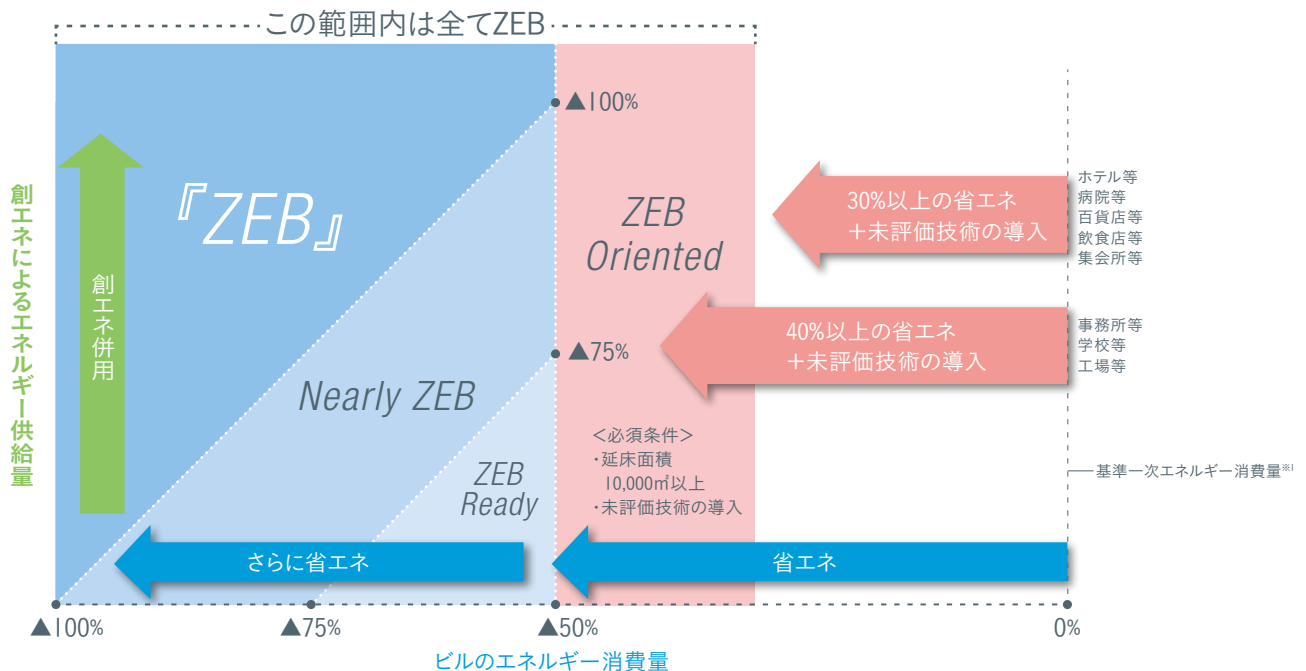 この範囲内は全てZEB
▲100%
『ZEB』
ZEB
Oriented
30%以上の省エネ
＋未評価技術の導入
ホテル等
病院等
百貨店等
飲食店等
集会所等
創エネによるエネルギー供給量
創エネ併用
40%以上の省エネ
＋未評価技術の導入
事務所等
学校等
工場等
▲75%
Nearly ZEB
＜必須条件＞
・延床面積
10,000㎡以上
・未評価技術の導入
ZEB
Ready
基準一次エネルギー消費量※1
さらに省エネ
省エネ
▲100%
▲75%
▲50%
0%
ビルのエネルギー消費量